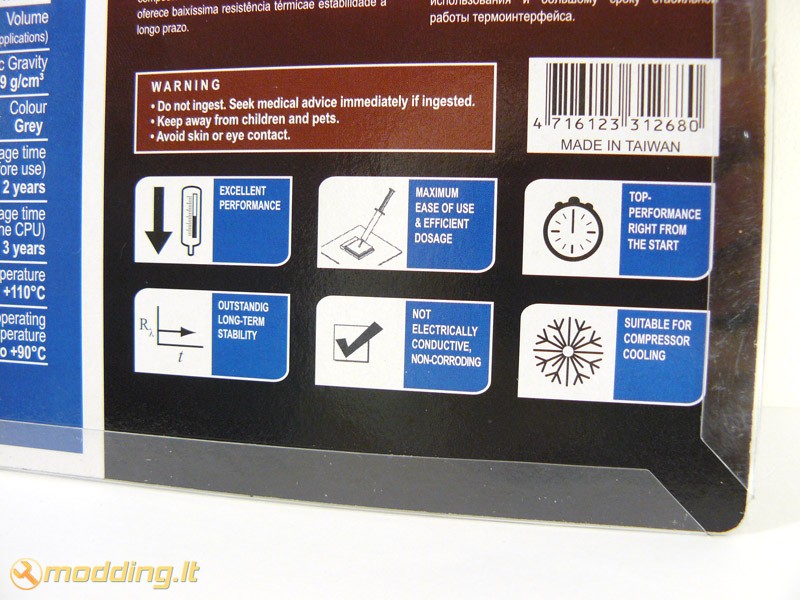 Volume
pplications)
c Gravity
9 g/cm³
Colour
Grey
age time
ore use)
2 years
age time
he CPU)
3 years
perature
+110°C
perating
perature
o +90°C
oferece baixíssima resistência térmicae estabilidade a
longo prazo.
использования и большому сроку стабильной
работы термоинтерфейса.
WARNING
• Do not ingest. Seek medical advice immediately if ingested.
• Keep away from children and pets.
• Avoid skin or eye contact.
4 716123 312680
MADE IN TAIWAN
EXCELLENT
PERFORMANCE
MAXIMUM
EASE OF USE
& EFFICIENT
DOSAGE
TOP-
PERFORMANCE
RIGHT FROM
THE START
Rλ
t
OUTSTANDIG
LONG-TERM
STABILITY
NOT
ELECTRICALLY
CONDUCTIVE,
NON-CORRODING
SUITABLE FOR
COMPRESSOR
COOLING
modding.lt